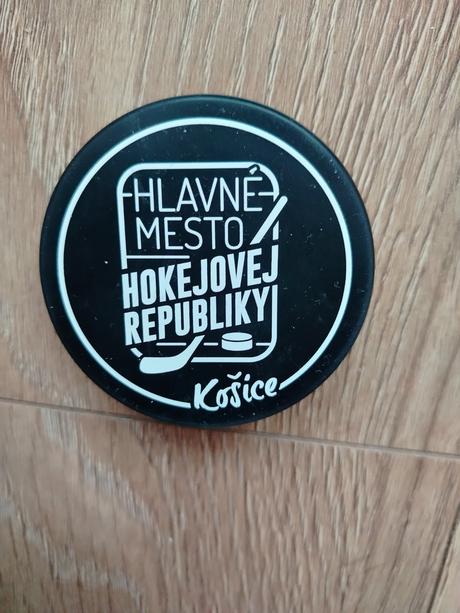 HLAVNÉ
MESTO
HOKEJOVEJ
REPUBLIKY
Košice